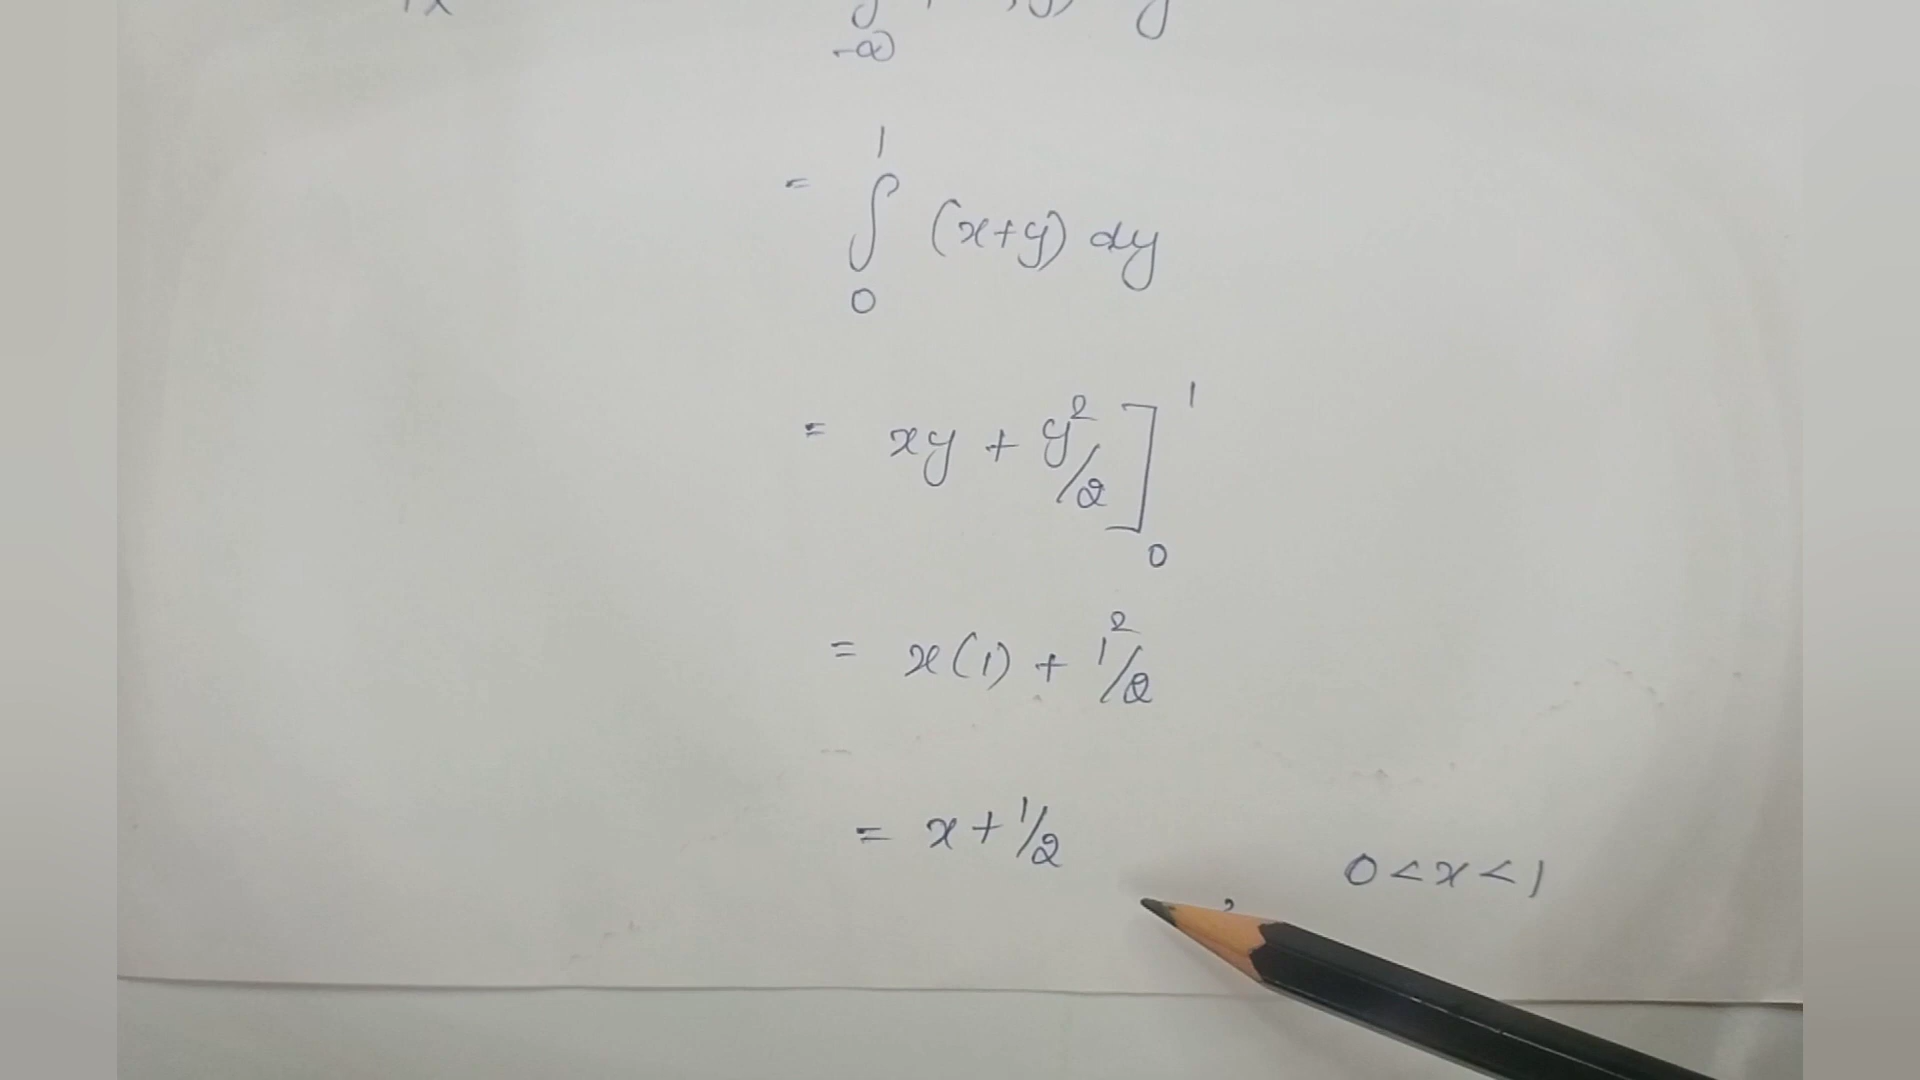 -∞
= ∫₀¹ (x+y) dy
= xy + y²/2 ]₀¹
= x(1) + 1²/2
= x + 1/2 , 0 < x < 1